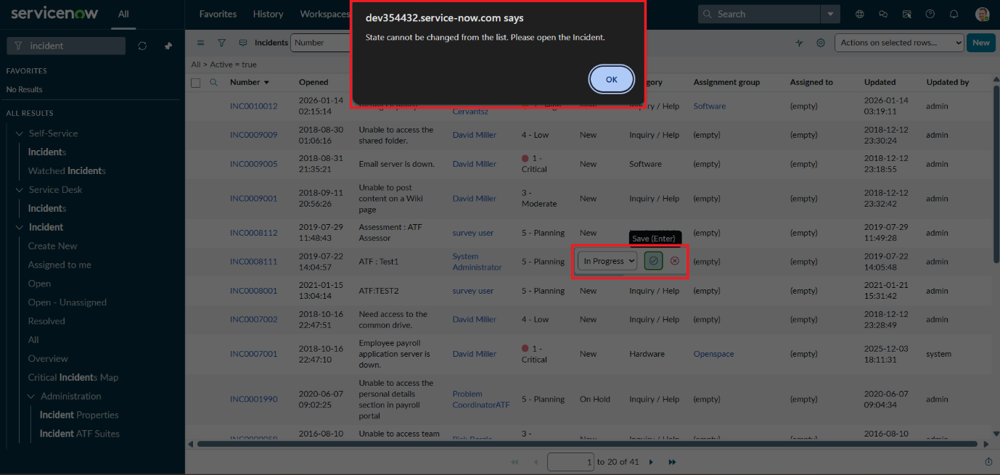 servicenow
All
Favorites
History
Workspaces
Search
dev354432.service-now.com says
State cannot be changed from the list. Please open the Incident.
OK
incident
FAVORITES
No Results
ALL RESULTS
Self-Service
Incidents
Watched Incidents
Service Desk
Incidents
Incident
Create New
Assigned to me
Open
Open - Unassigned
Resolved
All
Overview
Critical Incidents Map
Administration
Incident Properties
Incident ATF Suites
Incidents Number
Actions on selected rows...
New
All > Active = true
Number Opened Assignment group Assigned to Updated Updated by
INC0010012 2026-01-14 02:15:14 Cervantsz Inquiry / Help Software (empty) 2026-01-14 03:19:11 admin
INC0009009 2018-08-30 01:06:16 Unable to access the shared folder. David Miller 4 - Low New Inquiry / Help (empty) (empty) 2018-12-12 23:30:24 admin
INC0009005 2018-08-31 21:35:21 Email server is down. David Miller 1 - Critical New Software (empty) (empty) 2018-12-12 23:18:55 admin
INC0009001 2018-09-11 20:56:26 Unable to post content on a Wiki page David Miller 3 - Moderate New Inquiry / Help (empty) (empty) 2018-12-12 23:32:42 admin
INC0008112 2019-07-29 11:48:43 Assessment : ATF Assessor survey user 5 - Planning New (empty) (empty) 2019-07-29 11:49:28 admin
Save (Enter)
INC0008111 2019-07-22 14:04:57 ATF : Test1 System Administrator 5 - Planning In Progress (empty) (empty) 2019-07-22 14:05:48 admin
INC0008001 2021-01-15 13:04:14 ATF:TEST2 survey user 5 - Planning New Inquiry / Help (empty) (empty) 2021-01-21 15:31:42 admin
INC0007002 2018-10-16 22:47:51 Need access to the common drive. David Miller 4 - Low New Inquiry / Help (empty) (empty) 2018-12-12 23:28:49 admin
INC0007001 2018-10-16 22:47:10 Employee payroll application server is down. David Miller 1 - Critical New Hardware Openspace (empty) 2025-12-03 18:11:31 system
INC0001990 2020-06-07 09:02:25 Unable to access the personal details section in payroll portal Problem CoordinatorATF 5 - Planning On Hold Inquiry / Help (empty) (empty) 2020-06-07 09:04:34 admin
2016-08-10 Unable to access team 3 - 2016-08-10
1 to 20 of 41